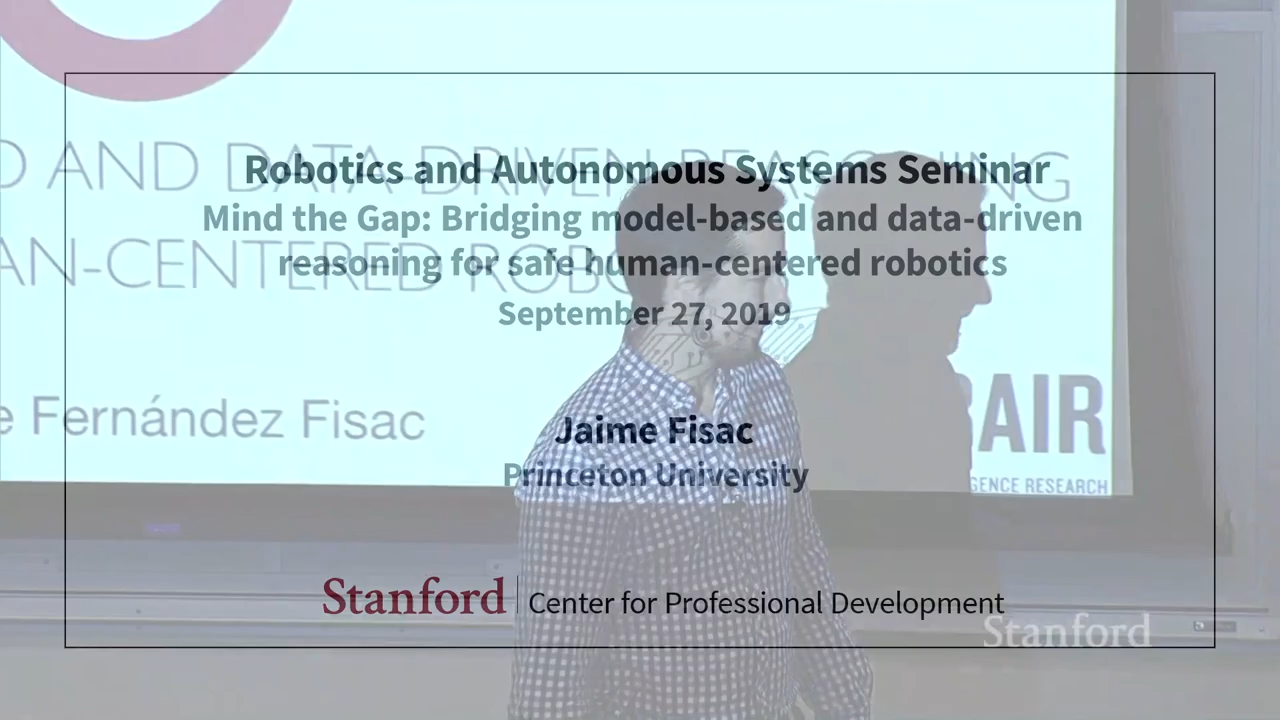 Robotics and Autonomous Systems Seminar
Mind the Gap: Bridging model-based and data-driven
reasoning for safe human-centered robotics
September 27, 2019
Jaime Fisac
Princeton University
Stanford | Center for Professional Development
Stanford
AND DATA-DRIVEN REASONING
AN-CENTERED ROBO
e Fernández Fisac
AIR
GENCE RESEARCH